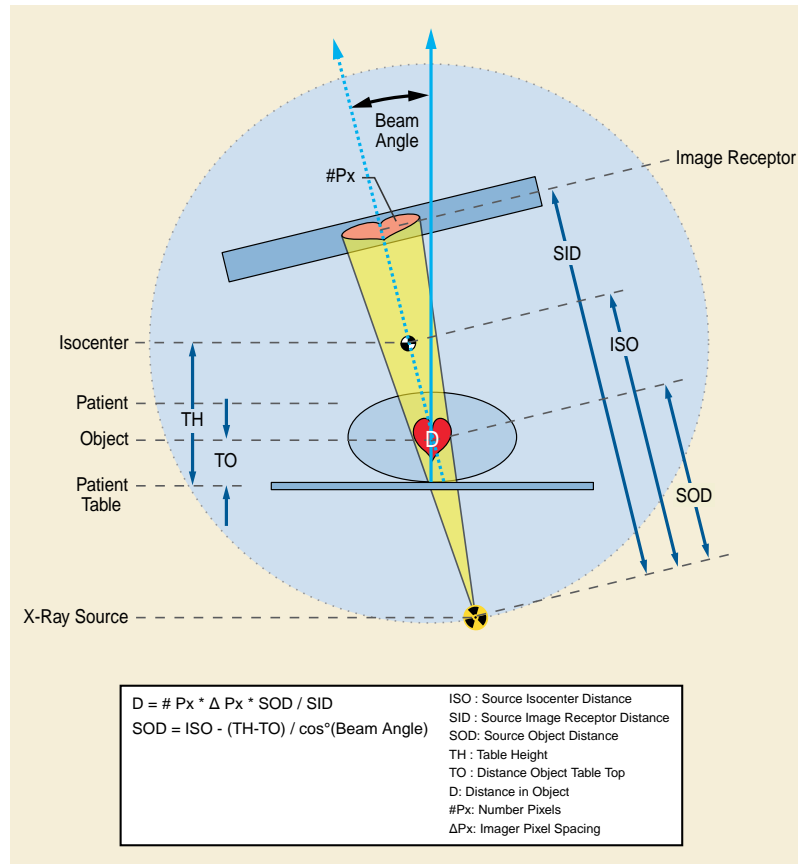 Beam
Angle
#Px
Image Receptor
SID
Isocenter
ISO
Patient
TH
Object
D
TO
Patient
Table
SOD
X-Ray Source
D = # Px * Δ Px * SOD / SID
SOD = ISO - (TH-TO) / cos°(Beam Angle)
ISO : Source Isocenter Distance
SID : Source Image Receptor Distance
SOD: Source Object Distance
TH : Table Height
TO : Distance Object Table Top
D: Distance in Object
#Px: Number Pixels
ΔPx: Imager Pixel Spacing